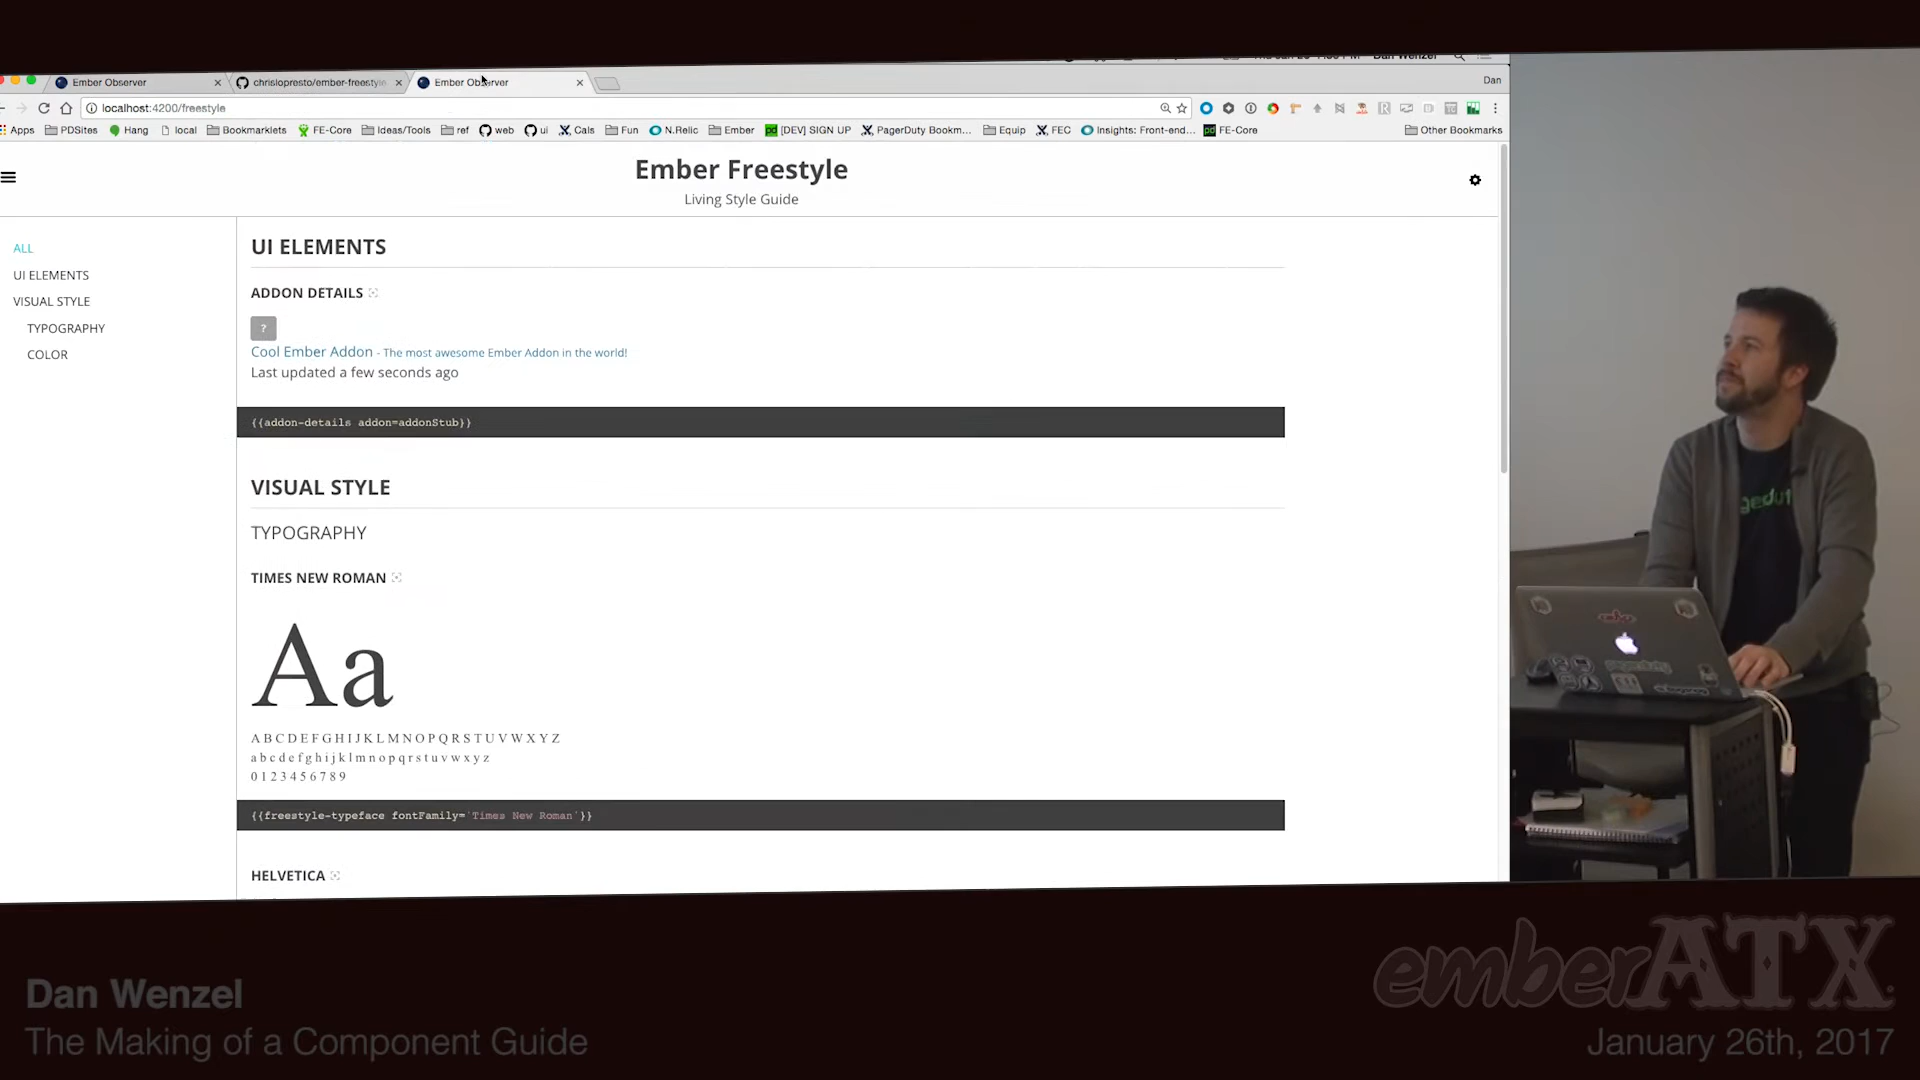 Dan Wenzel
Ember Observer
chrislopresto/ember-freestyle
Ember Observer
Dan
localhost:4200/freestyle
Apps PDSites Hang local Bookmarklets FE-Core Ideas/Tools ref web ui Cals Fun N.Relic Ember [DEV] SIGN UP PagerDuty Bookm... Equip FEC Insights: Front-end... FE-Core Other Bookmarks
Ember Freestyle
Living Style Guide
ALL
UI ELEMENTS
VISUAL STYLE
TYPOGRAPHY
COLOR
UI ELEMENTS
ADDON DETAILS
?
Cool Ember Addon - The most awesome Ember Addon in the world!
Last updated a few seconds ago
{{addon-details addon=addonStub}}
VISUAL STYLE
TYPOGRAPHY
TIMES NEW ROMAN
Aa
A B C D E F G H I J K L M N O P Q R S T U V W X Y Z
a b c d e f g h i j k l m n o p q r s t u v w x y z
0 1 2 3 4 5 6 7 8 9
{{freestyle-typeface fontFamily='Times New Roman'}}
HELVETICA
Dan Wenzel
The Making of a Component Guide
emberATX
January 26th, 2017